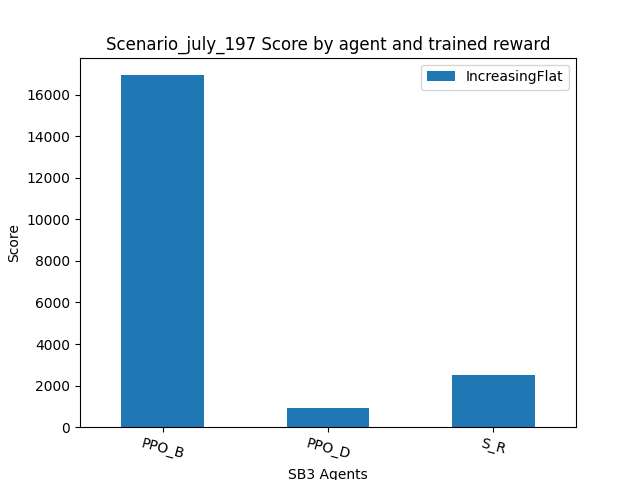 Scenario_july_197 Score by agent and trained reward
IncreasingFlat
Score
16000
14000
12000
10000
8000
6000
4000
2000
0
PPO_B
PPO_D
S_R
SB3 Agents